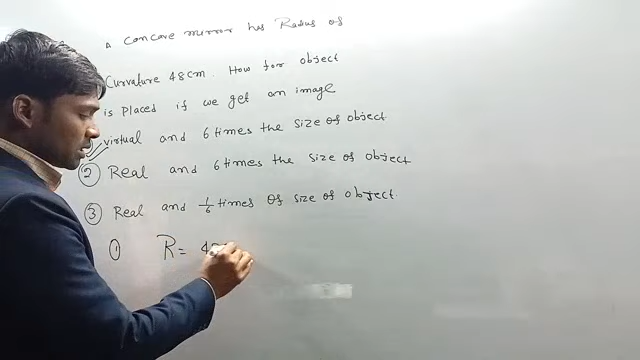 A concave mirror has Radius of
Curvature 48cm. How for object
is placed if we get an image
virtual and 6 times the size of object
② Real and 6 times the size of object
③ Real and 1/6 times of size of object.
① R = 48